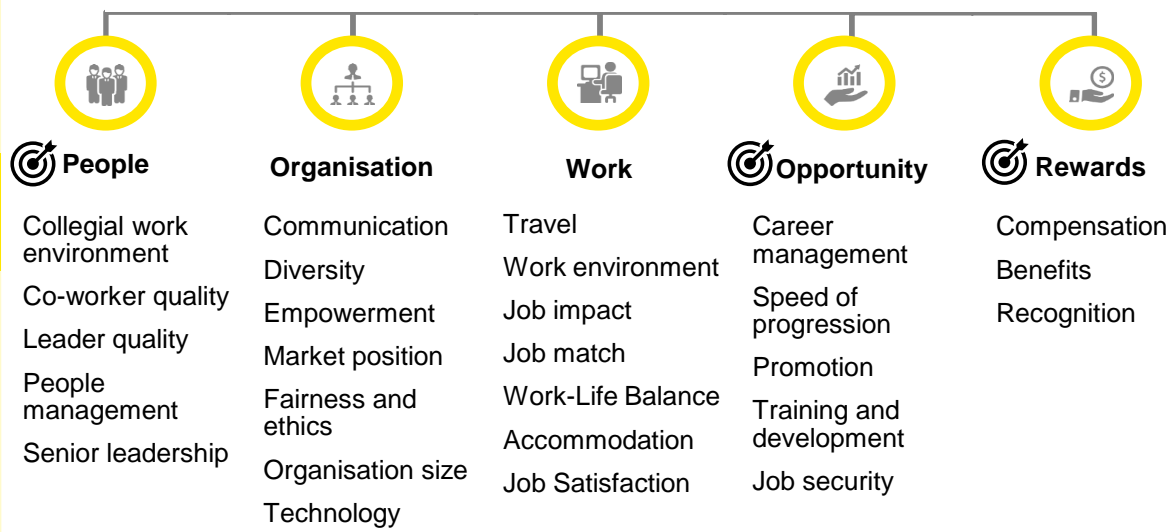 People
Collegial work
environment
Co-worker quality
Leader quality
People
management
Senior leadership
Organisation
Communication
Diversity
Empowerment
Market position
Fairness and
ethics
Organisation size
Technology
Work
Travel
Work environment
Job impact
Job match
Work-Life Balance
Accommodation
Job Satisfaction
Opportunity
Career
management
Speed of
progression
Promotion
Training and
development
Job security
$
Rewards
Compensation
Benefits
Recognition